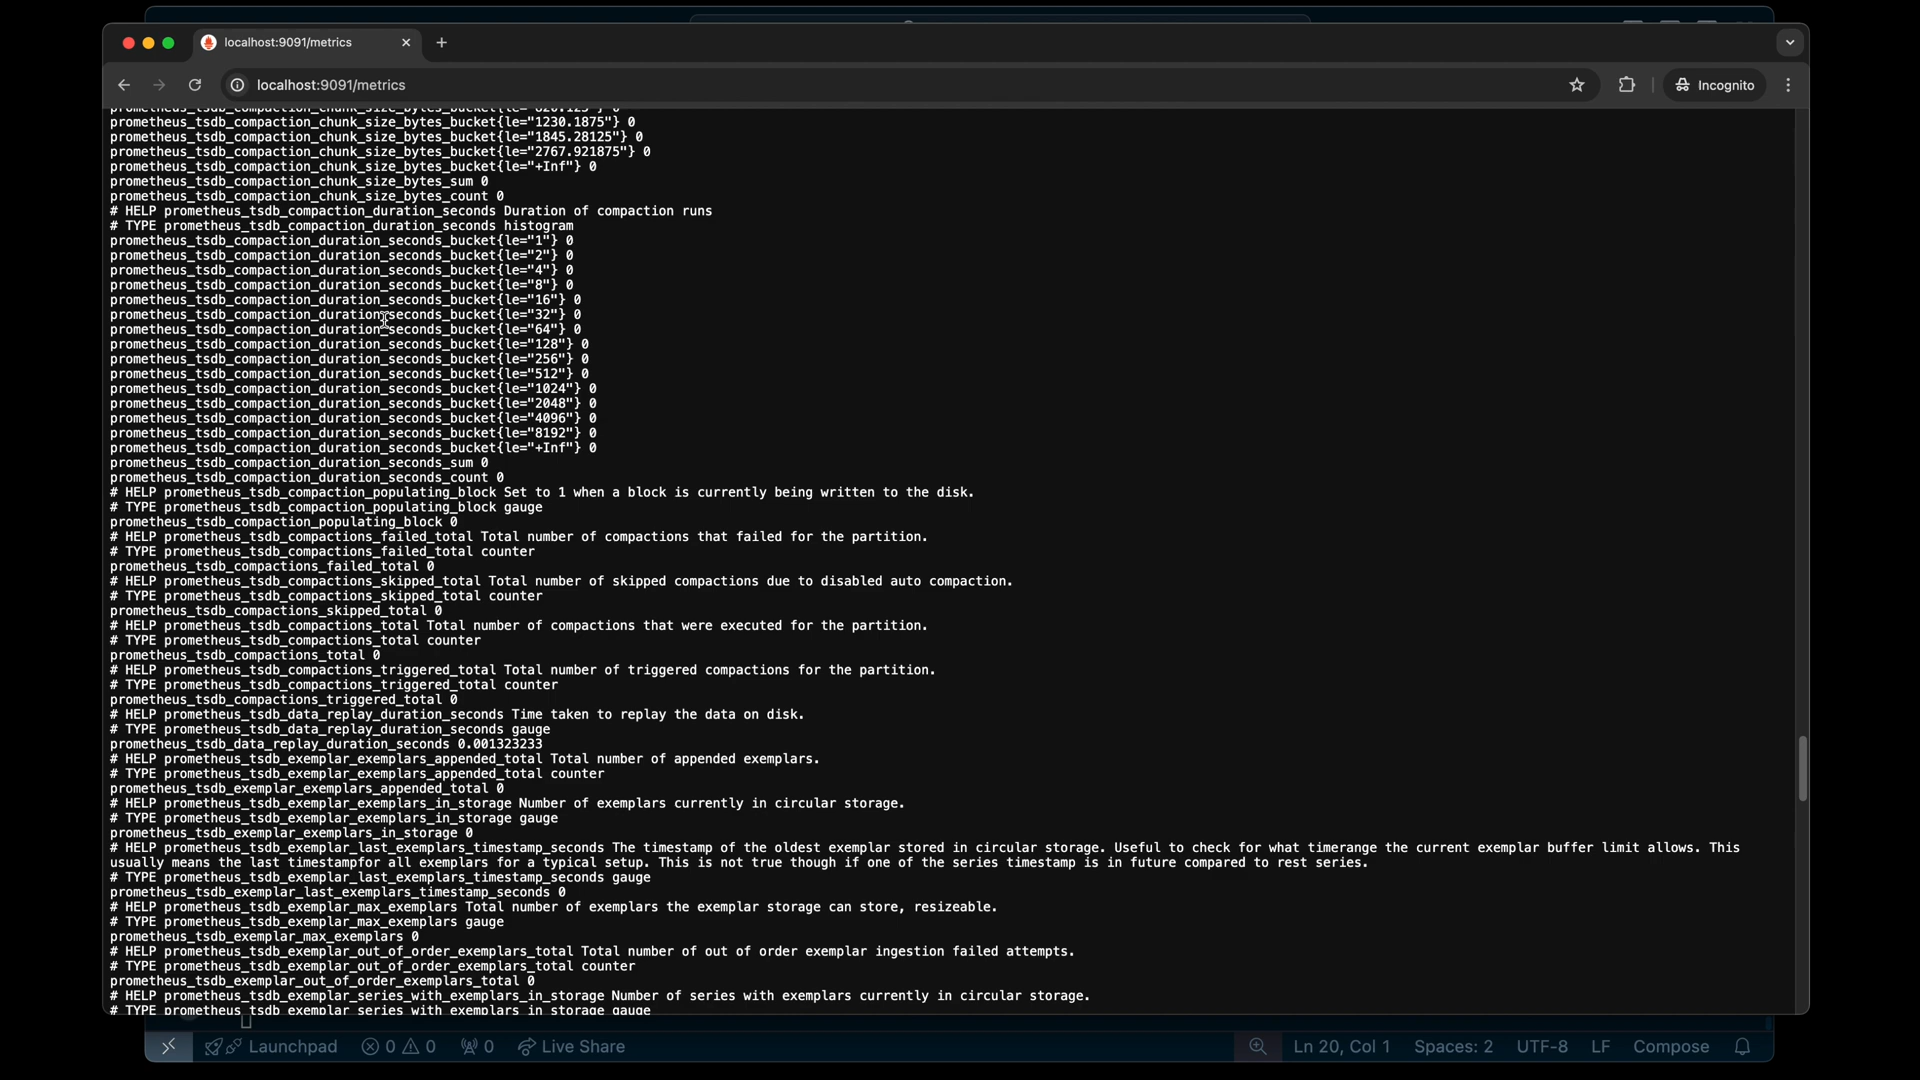 localhost:9091/metrics
localhost:9091/metrics
Incognito
prometheus_tsdb_compaction_chunk_size_bytes_bucket{le="820.125"} 0
prometheus_tsdb_compaction_chunk_size_bytes_bucket{le="1230.1875"} 0
prometheus_tsdb_compaction_chunk_size_bytes_bucket{le="1845.28125"} 0
prometheus_tsdb_compaction_chunk_size_bytes_bucket{le="2767.921875"} 0
prometheus_tsdb_compaction_chunk_size_bytes_bucket{le="+Inf"} 0
prometheus_tsdb_compaction_chunk_size_bytes_sum 0
prometheus_tsdb_compaction_chunk_size_bytes_count 0
# HELP prometheus_tsdb_compaction_duration_seconds Duration of compaction runs
# TYPE prometheus_tsdb_compaction_duration_seconds histogram
prometheus_tsdb_compaction_duration_seconds_bucket{le="1"} 0
prometheus_tsdb_compaction_duration_seconds_bucket{le="2"} 0
prometheus_tsdb_compaction_duration_seconds_bucket{le="4"} 0
prometheus_tsdb_compaction_duration_seconds_bucket{le="8"} 0
prometheus_tsdb_compaction_duration_seconds_bucket{le="16"} 0
prometheus_tsdb_compaction_duration_seconds_bucket{le="32"} 0
prometheus_tsdb_compaction_duration_seconds_bucket{le="64"} 0
prometheus_tsdb_compaction_duration_seconds_bucket{le="128"} 0
prometheus_tsdb_compaction_duration_seconds_bucket{le="256"} 0
prometheus_tsdb_compaction_duration_seconds_bucket{le="512"} 0
prometheus_tsdb_compaction_duration_seconds_bucket{le="1024"} 0
prometheus_tsdb_compaction_duration_seconds_bucket{le="2048"} 0
prometheus_tsdb_compaction_duration_seconds_bucket{le="4096"} 0
prometheus_tsdb_compaction_duration_seconds_bucket{le="8192"} 0
prometheus_tsdb_compaction_duration_seconds_bucket{le="+Inf"} 0
prometheus_tsdb_compaction_duration_seconds_sum 0
prometheus_tsdb_compaction_duration_seconds_count 0
# HELP prometheus_tsdb_compaction_populating_block Set to 1 when a block is currently being written to the disk.
# TYPE prometheus_tsdb_compaction_populating_block gauge
prometheus_tsdb_compaction_populating_block 0
# HELP prometheus_tsdb_compactions_failed_total Total number of compactions that failed for the partition.
# TYPE prometheus_tsdb_compactions_failed_total counter
prometheus_tsdb_compactions_failed_total 0
# HELP prometheus_tsdb_compactions_skipped_total Total number of skipped compactions due to disabled auto compaction.
# TYPE prometheus_tsdb_compactions_skipped_total counter
prometheus_tsdb_compactions_skipped_total 0
# HELP prometheus_tsdb_compactions_total Total number of compactions that were executed for the partition.
# TYPE prometheus_tsdb_compactions_total counter
prometheus_tsdb_compactions_total 0
# HELP prometheus_tsdb_compactions_triggered_total Total number of triggered compactions for the partition.
# TYPE prometheus_tsdb_compactions_triggered_total counter
prometheus_tsdb_compactions_triggered_total 0
# HELP prometheus_tsdb_data_replay_duration_seconds Time taken to replay the data on disk.
# TYPE prometheus_tsdb_data_replay_duration_seconds gauge
prometheus_tsdb_data_replay_duration_seconds 0.001323233
# HELP prometheus_tsdb_exemplar_exemplars_appended_total Total number of appended exemplars.
# TYPE prometheus_tsdb_exemplar_exemplars_appended_total counter
prometheus_tsdb_exemplar_exemplars_appended_total 0
# HELP prometheus_tsdb_exemplar_exemplars_in_storage Number of exemplars currently in circular storage.
# TYPE prometheus_tsdb_exemplar_exemplars_in_storage gauge
prometheus_tsdb_exemplar_exemplars_in_storage 0
# HELP prometheus_tsdb_exemplar_last_exemplars_timestamp_seconds The timestamp of the oldest exemplar stored in circular storage. Useful to check for what timerange the current exemplar buffer limit allows. This
usually means the last timestampfor all exemplars for a typical setup. This is not true though if one of the series timestamp is in future compared to rest series.
# TYPE prometheus_tsdb_exemplar_last_exemplars_timestamp_seconds gauge
prometheus_tsdb_exemplar_last_exemplars_timestamp_seconds 0
# HELP prometheus_tsdb_exemplar_max_exemplars Total number of exemplars the exemplar storage can store, resizeable.
# TYPE prometheus_tsdb_exemplar_max_exemplars gauge
prometheus_tsdb_exemplar_max_exemplars 0
# HELP prometheus_tsdb_exemplar_out_of_order_exemplars_total Total number of out of order exemplar ingestion failed attempts.
# TYPE prometheus_tsdb_exemplar_out_of_order_exemplars_total counter
prometheus_tsdb_exemplar_out_of_order_exemplars_total 0
# HELP prometheus_tsdb_exemplar_series_with_exemplars_in_storage Number of series with exemplars currently in circular storage.
# TYPE prometheus_tsdb_exemplar_series_with_exemplars_in_storage gauge
Launchpad 0 0 0 Live Share Ln 20, Col 1 Spaces: 2 UTF-8 LF Compose